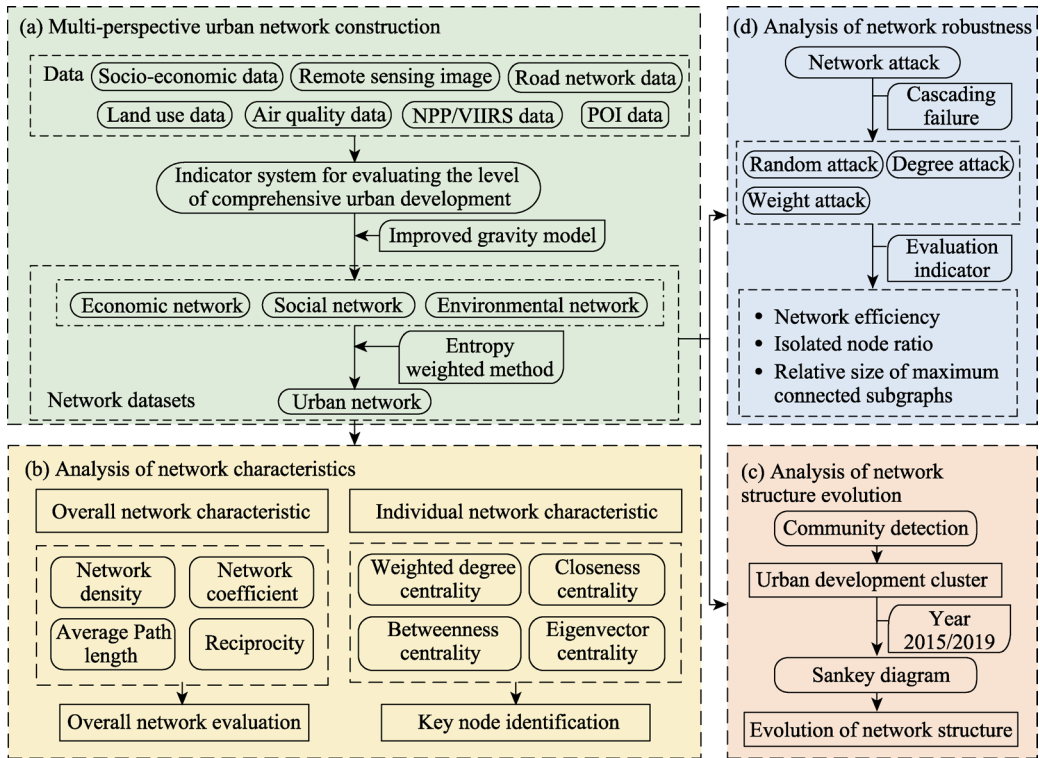 (a) Multi-perspective urban network construction
Data
Socio-economic data
Remote sensing image
Road network data
Land use data
Air quality data
NPP/VIIRS data
POI data
Indicator system for evaluating the level
of comprehensive urban development
Improved gravity model
Economic network
Social network
Environmental network
Entropy
weighted method
Network datasets
Urban network
(b) Analysis of network characteristics
Overall network characteristic
Individual network characteristic
Network
density
Network
coefficient
Average Path
length
Reciprocity
Weighted degree
centrality
Closeness
centrality
Betweenness
centrality
Eigenvector
centrality
Overall network evaluation
Key node identification
(d) Analysis of network robustness
Network attack
Cascading
failure
Random attack
Degree attack
Weight attack
Evaluation
indicator
• Network efficiency
• Isolated node ratio
• Relative size of maximum
connected subgraphs
(c) Analysis of network
structure evolution
Community detection
Urban development cluster
Year
2015/2019
Sankey diagram
Evolution of network structure